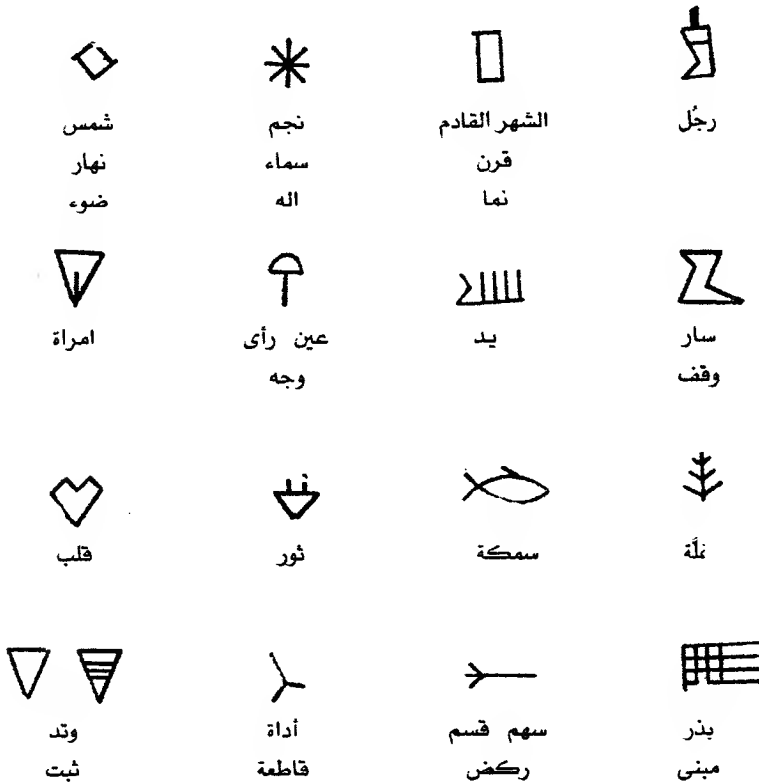 رجُل الشهر القادم نجم شمس
قرن سماء نهار
نما اله ضوء
سار يد عين رأى امراة
وقف وجه
غلَّة سمكة ثور قلب
بذر سهم قسم أداة وتد
مبنى ركض قاطعة ثبت